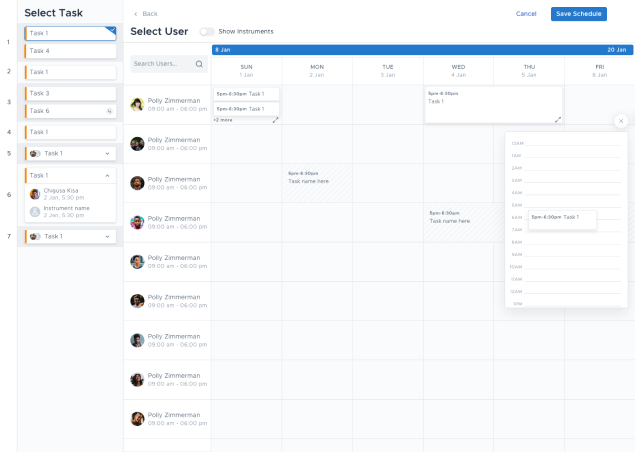 Select Task
Task 1
1
Task 4
2
Task 1
Task 3
3
Task 6
4
Task 1
5
Task 1
Task 1
6
Chigusa Kisa
2 Jan, 5:30 pm
Instrument name
2 Jan, 5:30 pm
7
Task 1
Back
Cancel
Save Schedule
Select User
Show Instruments
8 Jan
20 Jan
Search Users...
SUN
1 Jan
MON
2 Jan
TUE
3 Jan
WED
4 Jan
THU
5 Jan
FRI
6 Jan
Polly Zimmerman
09:00 am - 06:00 pm
5pm-6:30pm Task 1
5pm-6:30pm Task 1
+2 more
5pm-6:30pm
Task 1
Polly Zimmerman
09:00 am - 06:00 pm
Polly Zimmerman
09:00 am - 06:00 pm
5pm-6:30pm
Task name here
Polly Zimmerman
09:00 am - 06:00 pm
5pm-6:30pm
Task name here
Polly Zimmerman
09:00 am - 06:00 pm
Polly Zimmerman
09:00 am - 06:00 pm
Polly Zimmerman
09:00 am - 06:00 pm
Polly Zimmerman
09:00 am - 06:00 pm
Polly Zimmerman
09:00 am - 06:00 pm
12AM
1AM
2AM
3AM
4AM
5AM
6AM
5pm-6:30pm Task 1
7AM
8AM
9AM
10AM
11AM
12AM